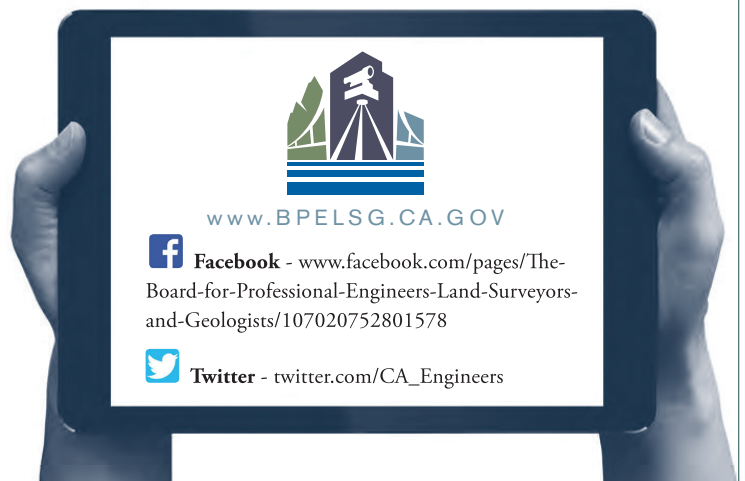 www.BPELSG.CA.GOV
Facebook - www.facebook.com/pages/The-
Board-for-Professional-Engineers-Land-Surveyors-
and-Geologists/107020752801578
Twitter - twitter.com/CA_Engineers